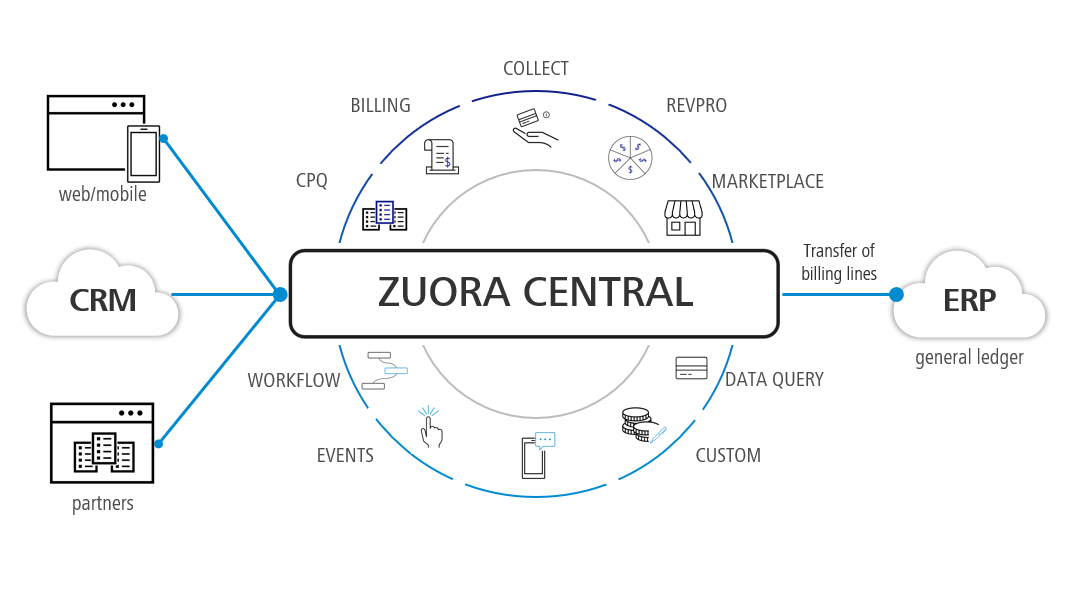 COLLECT
BILLING
REVPRO
CPQ
MARKETPLACE
web/mobile
CRM
ZUORA CENTRAL
Transfer of
billing lines
ERP
general ledger
WORKFLOW
DATA QUERY
EVENTS
CUSTOM
partners